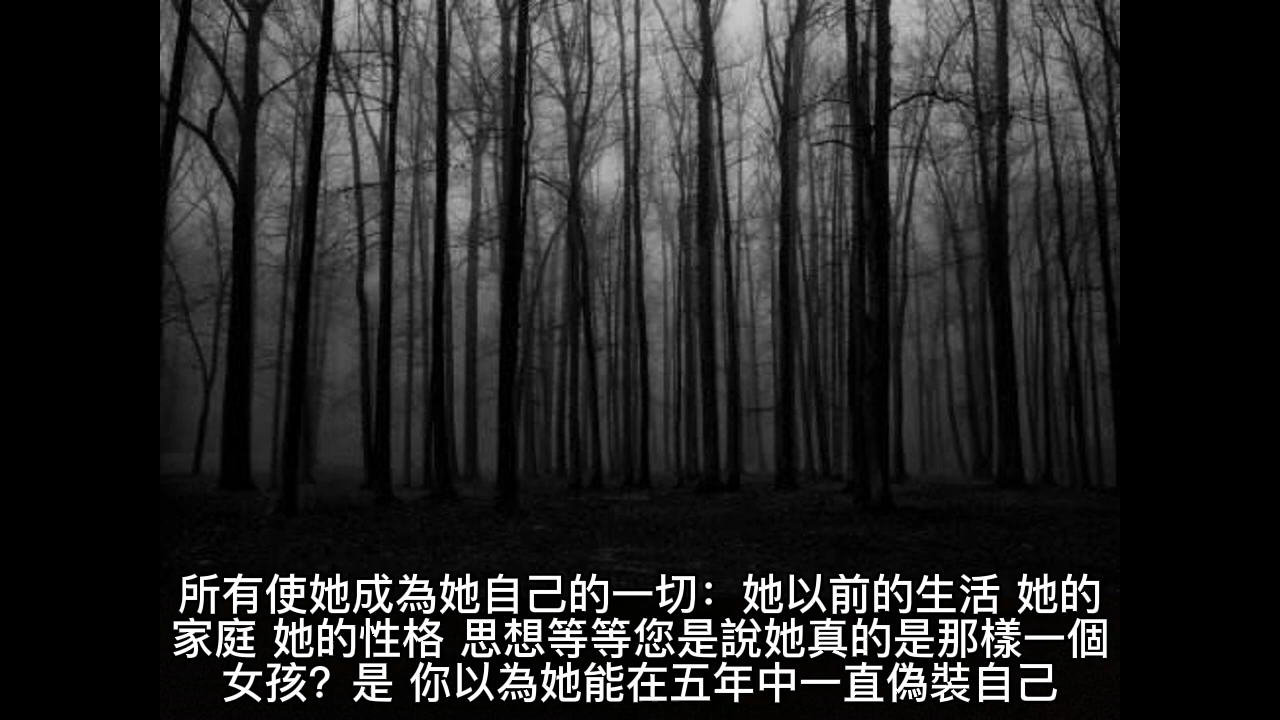 所有使她成為她自己的一切：她以前的生活 她的
家庭 她的性格 思想等等您是說她真的是那樣一個
女孩？是 你以為她能在五年中一直偽裝自己